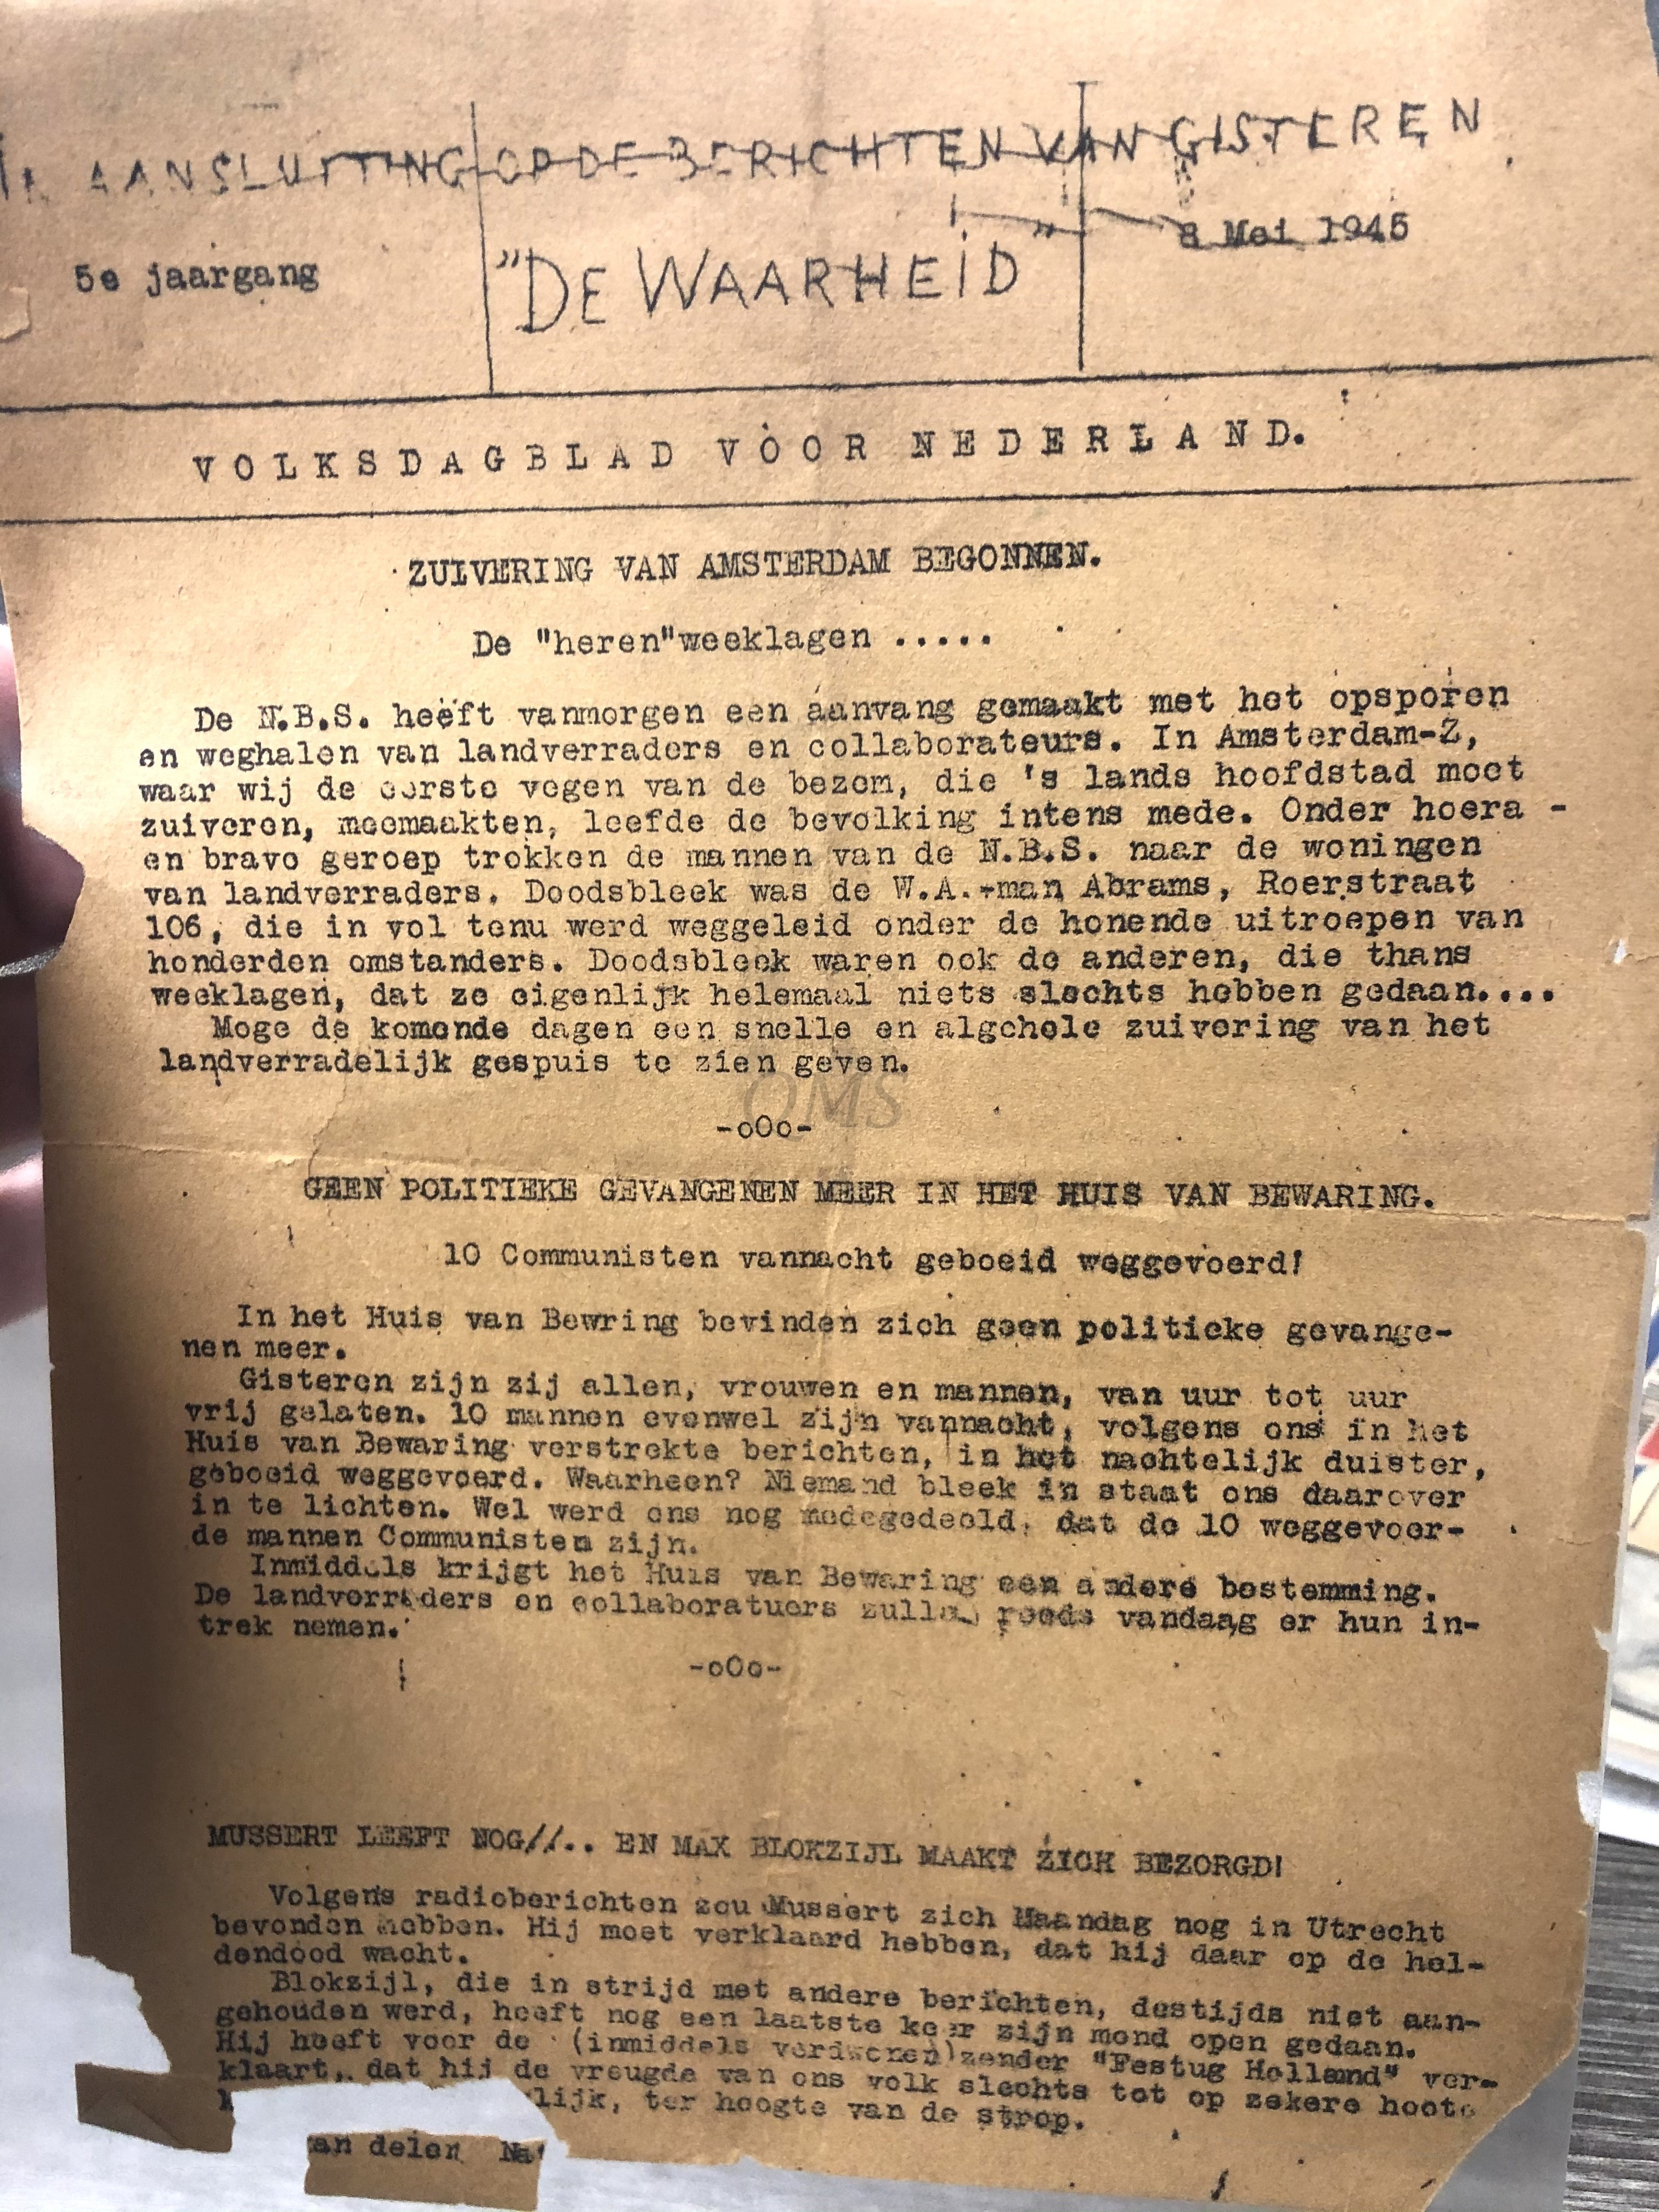 IN AANSLUITING OP DE BERICHTEN VAN GISTEREN
5e jaargang
"DE WAARHEID"
8 Mei 1945
VOLKSDAGBLAD VOOR NEDERLAND.
ZUIVERING VAN AMSTERDAM BEGONNEN.
De "heren"weeklagen .....
De N.B.S. heeft vanmorgen een aanvang gemaakt met het opsporen
en weghalen van landverraders en collaborateurs. In Amsterdam-Z,
waar wij de eerste vegen van de bezem, die 's lands hoofdstad moet
zuiveren, meemaakten, leefde de bevolking intens mede. Onder hoera -
en bravo geroep trokken de mannen van de N.B.S. naar de woningen
van landverraders. Doodsbleek was de W.A.-man Abrams, Roerstraat
106, die in vol tenu werd weggeleid onder de honende uitroepen van
honderden omstanders. Doodsbleek waren ook de anderen, die thans
weeklagen, dat ze eigenlijk helemaal niets slechts hebben gedaan....
Moge de komende dagen een snelle en algehele zuivering van het
landverradelijk gespuis te zien geven.
OMS
-oOo-
GEEN POLITIEKE GEVANGENEN MEER IN HET HUIS VAN BEWARING.
10 Communisten vannacht geboeid weggevoerd!
In het Huis van Bewring bevinden zich geen politieke gevange-
nen meer.
Gisteren zijn zij allen, vrouwen en mannen, van uur tot uur
vrij gelaten. 10 mannen evenwel zijn vannacht, volgens ons in het
Huis van Bewaring verstrekte berichten, in het nachtelijk duister,
geboeid weggevoerd. Waarheen? Niemand bleek in staat ons daarover
in te lichten. Wel werd ons nog medegedeeld, dat de 10 weggevoer-
de mannen Communisten zijn.
Inmiddels krijgt het Huis van Bewaring een andere bestemming.
De landverraders en collaboratuers zullen reeds vandaag er hun in-
trek nemen.
-oOo-
MUSSERT LEEFT NOG//.. EN MAX BLOKZIJL MAAKT ZICH BEZORGD!
Volgens radioberichten zou Mussert zich Maandag nog in Utrecht
bevonden hebben. Hij moet verklaard hebben, dat hij daar op de hel-
dendood wacht.
Blokzijl, die in strijd met andere berichten, destijds niet aan-
gehouden werd, heeft nog een laatste keer zijn mond open gedaan.
Hij heeft voor de (inmiddels verdwenen)zender "Festug Holland" ver-
klaart, dat hij de vreugde van ons volk slechts tot op zekere hoote
lijk, ter hoogte van de strop.
an delen